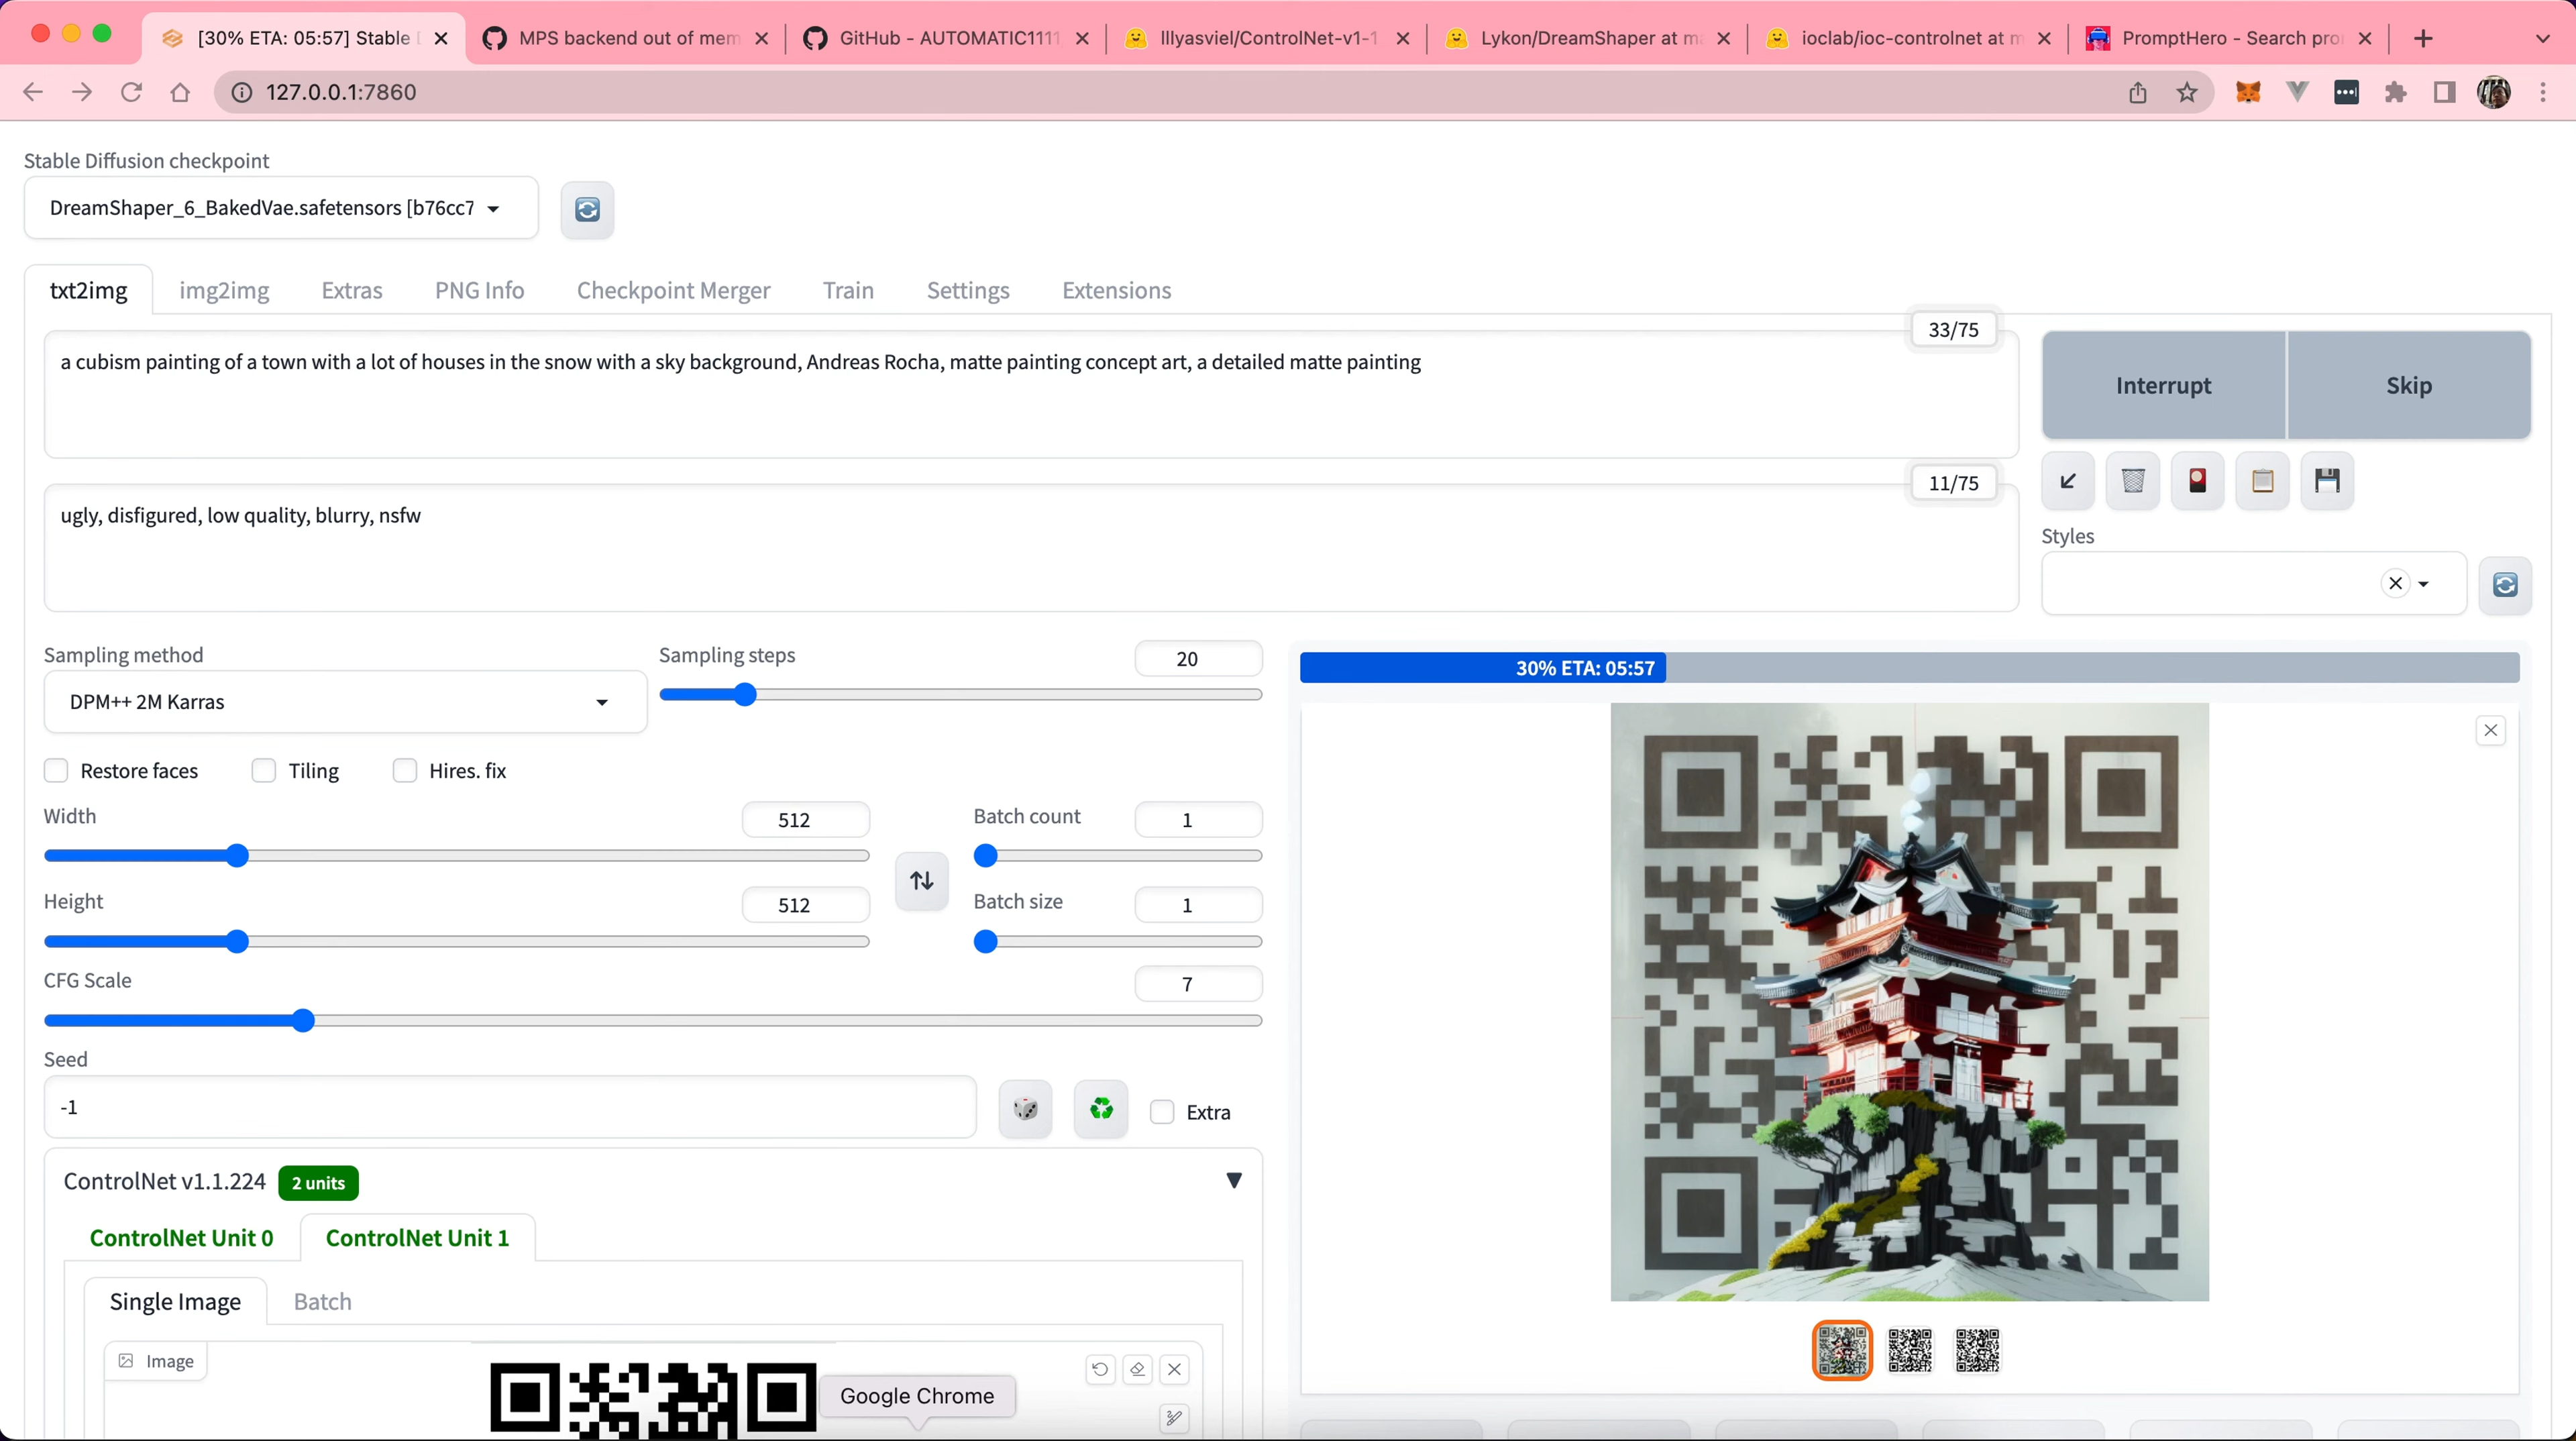 [30% ETA: 05:57] Stable
MPS backend out of mem
GitHub - AUTOMATIC1111
lllyasviel/ControlNet-v1-1
Lykon/DreamShaper at ma
ioclab/ioc-controlnet at m
PromptHero - Search pro
127.0.0.1:7860
Stable Diffusion checkpoint
DreamShaper_6_BakedVae.safetensors [b76cc7
txt2img img2img Extras PNG Info Checkpoint Merger Train Settings Extensions
33/75
a cubism painting of a town with a lot of houses in the snow with a sky background, Andreas Rocha, matte painting concept art, a detailed matte painting
Interrupt Skip
11/75
ugly, disfigured, low quality, blurry, nsfw
Styles
Sampling method
DPM++ 2M Karras
Sampling steps
20
30% ETA: 05:57
Restore faces Tiling Hires. fix
Width
512
Batch count
1
Height
512
Batch size
1
CFG Scale
7
Seed
-1
Extra
ControlNet v1.1.224 2 units
ControlNet Unit 0 ControlNet Unit 1
Single Image Batch
Image
Google Chrome